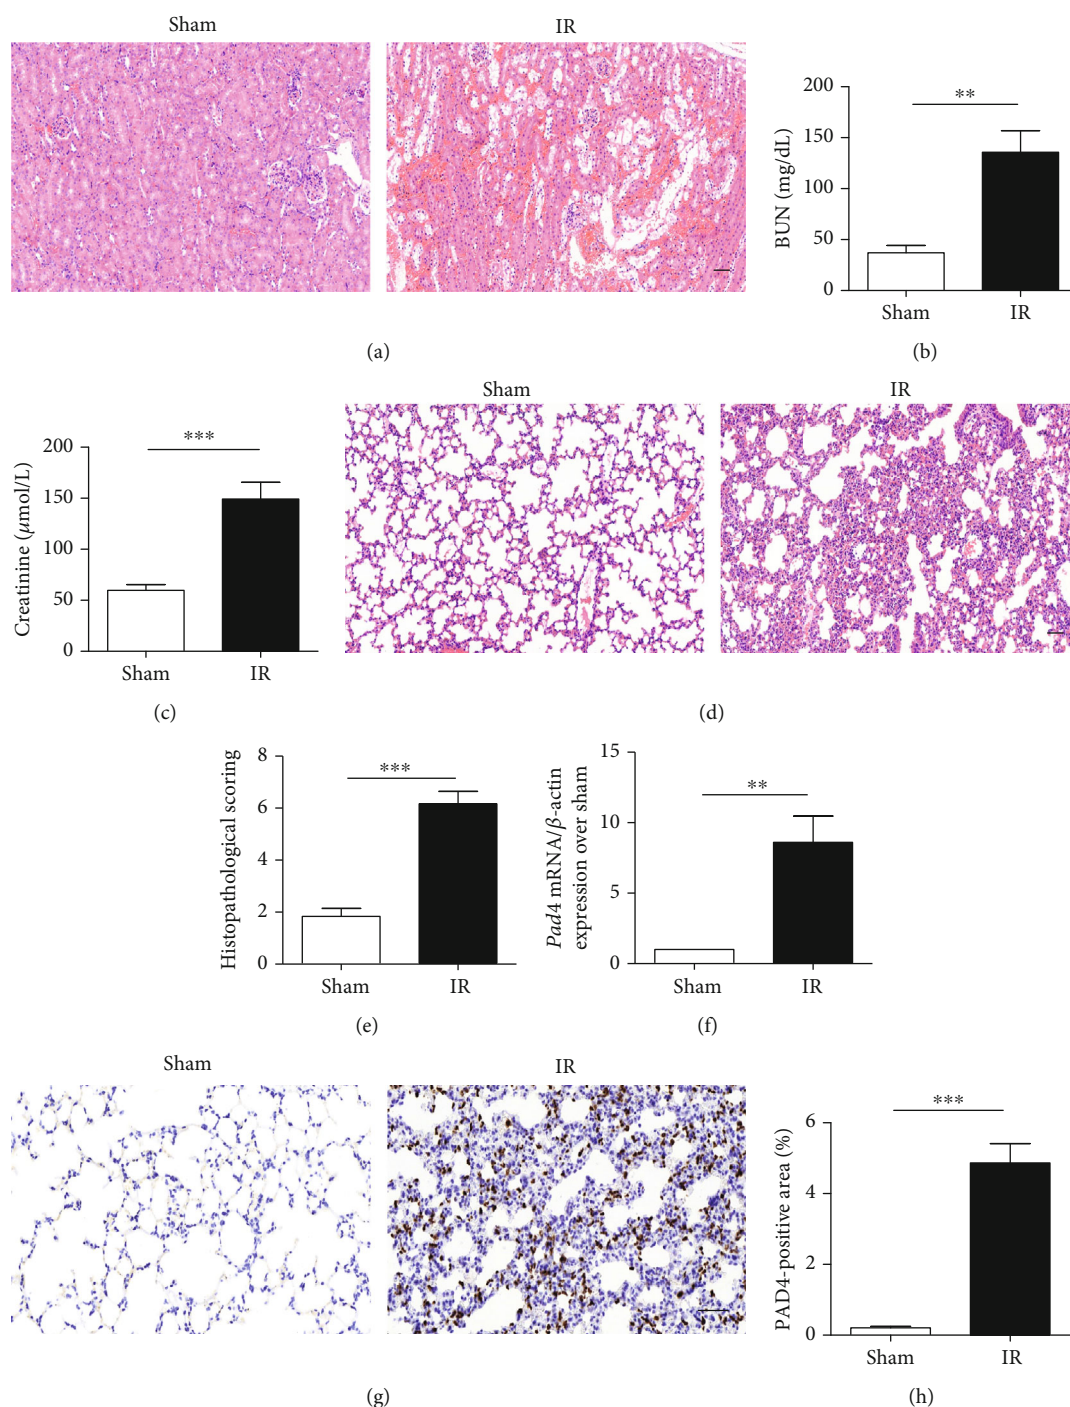 Sham
IR
(a)
BUN (mg/dL)
200
150
100
50
0
**
Sham
IR
(b)
Creatinine (μmol/L)
200
150
100
50
0
***
Sham
IR
(c)
Sham
IR
(d)
Histopathological scoring
8
6
4
2
0
***
Sham
IR
(e)
Pad4 mRNA/β-actin
expression over sham
15
10
5
0
**
Sham
IR
(f)
Sham
IR
(g)
PAD4-positive area (%)
6
4
2
0
***
Sham
IR
(h)